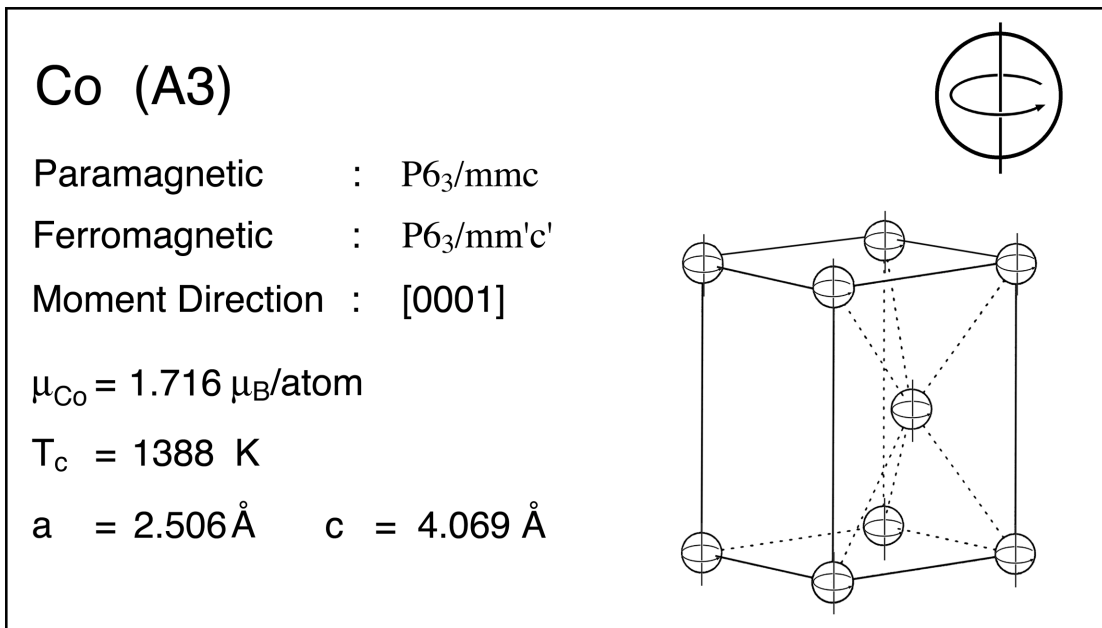 Co (A3)
Paramagnetic : P6₃/mmc
Ferromagnetic : P6₃/mm'c'
Moment Direction : [0001]
μCo = 1.716 μB/atom
Tc = 1388 K
a = 2.506 Å c = 4.069 Å